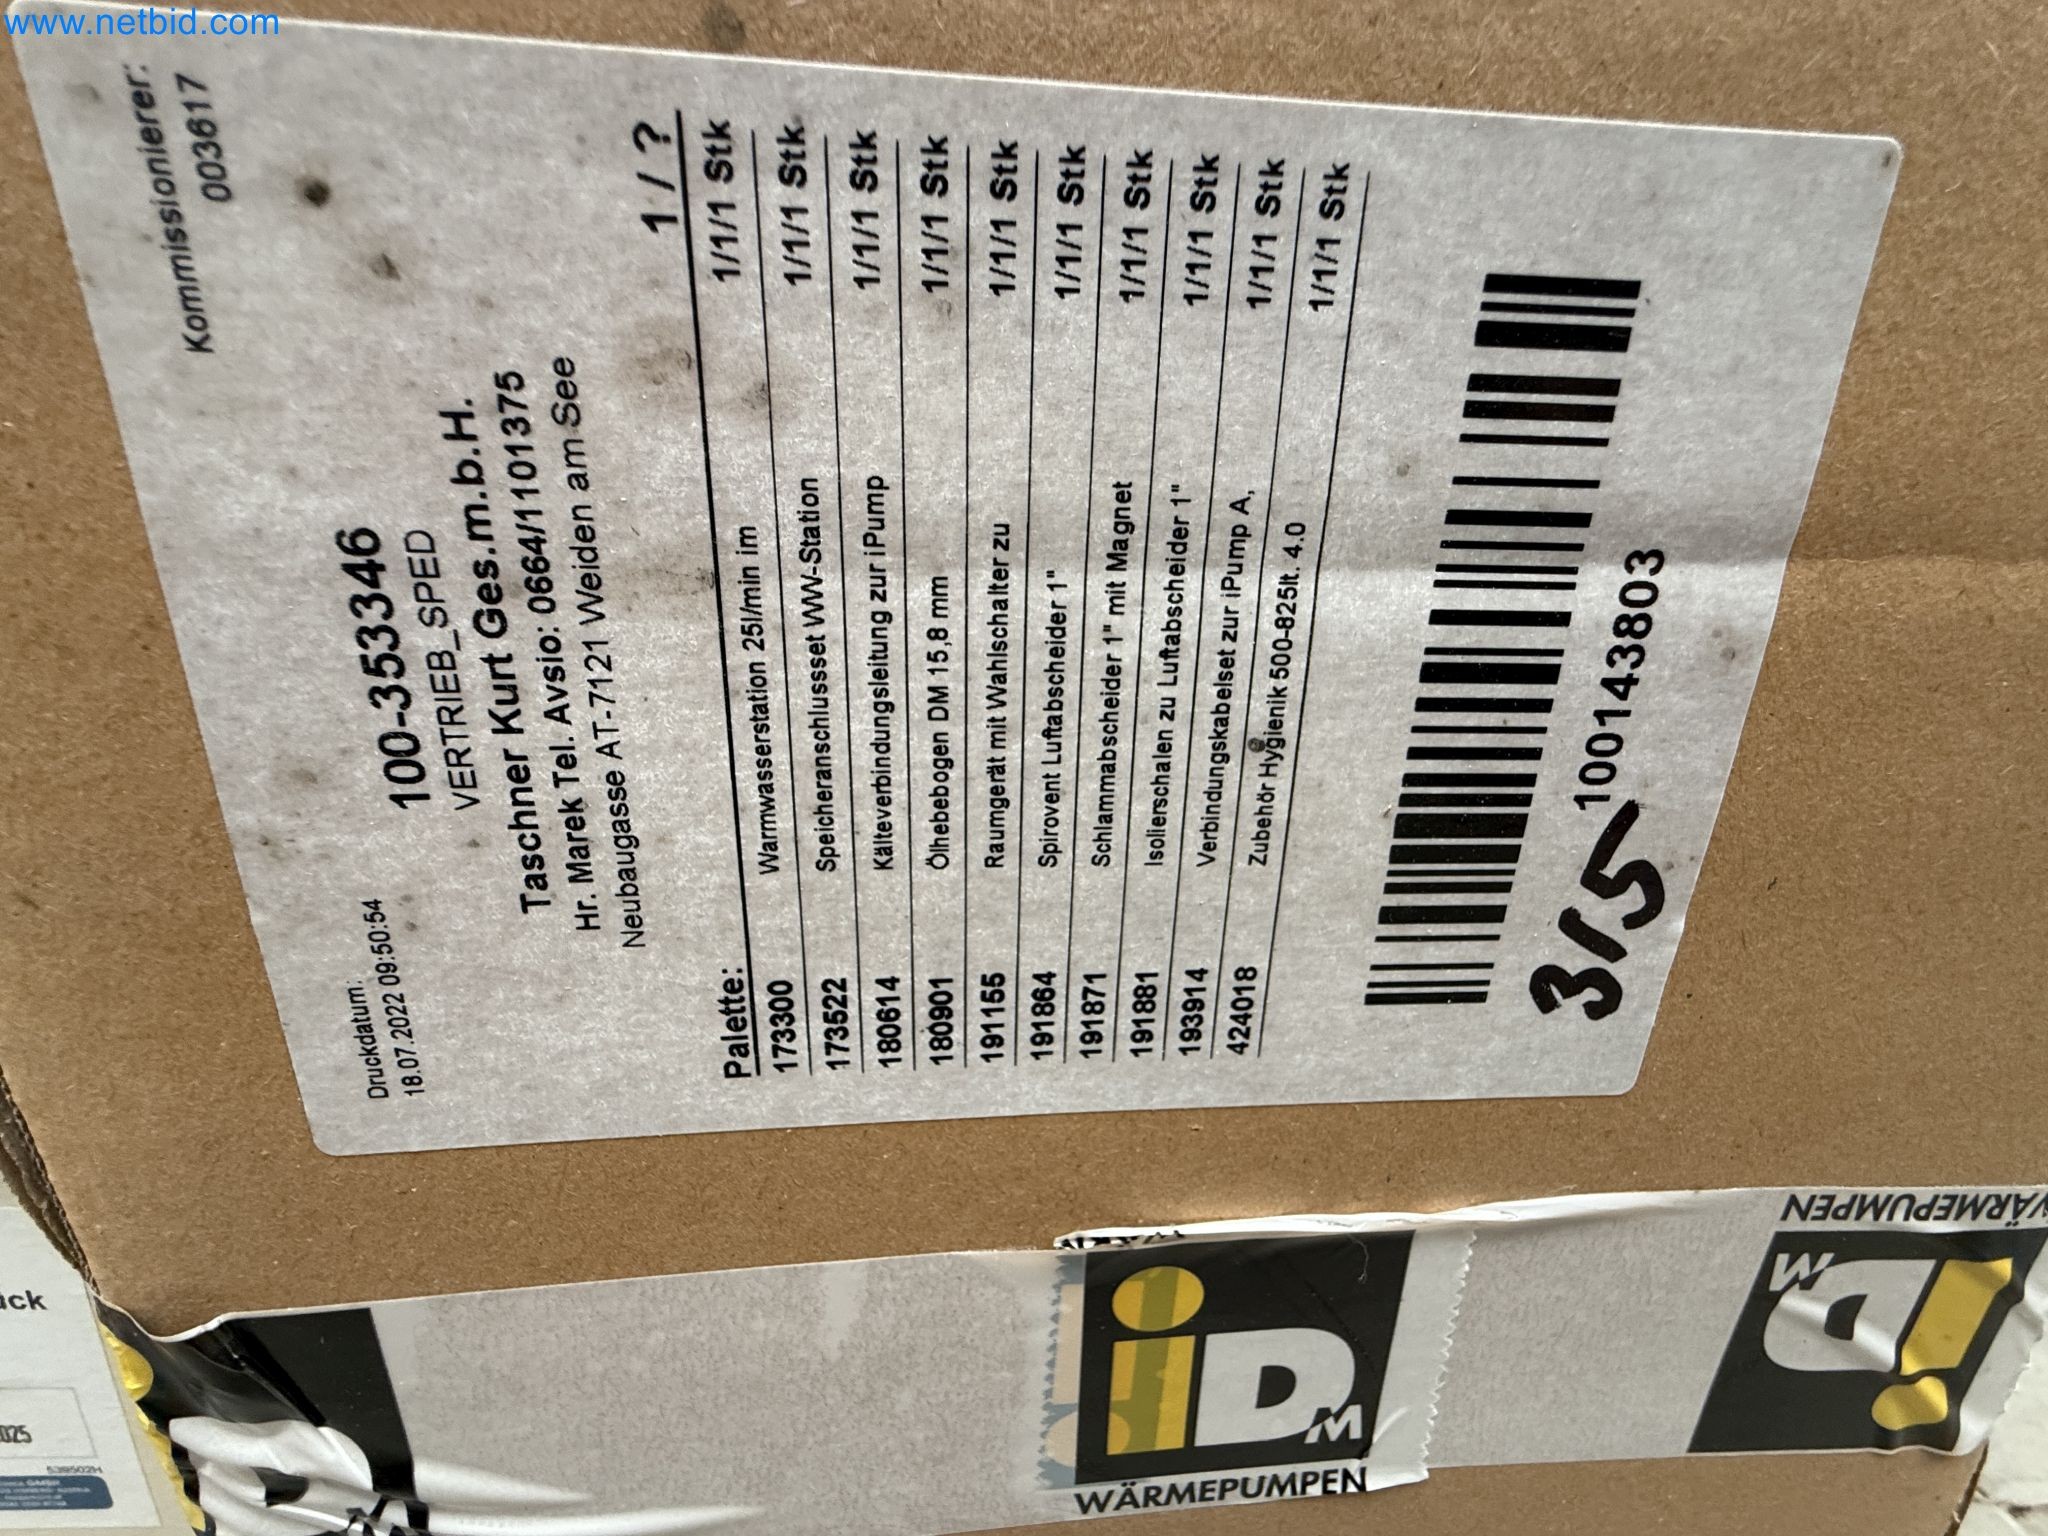 www.netbid.com
Kommissionierer:
003617
Druckdatum:
18.07.2022 09:50:54
100-353346
VERTRIEB_SPED
Taschner Kurt Ges.m.b.H.
Hr. Marek Tel. Avsio: 0664/1101375
Neubaugasse AT-7121 Weiden am See
Palette: 1 / ?
173300 Warmwasserstation 25l/min im 1/1/1 Stk
173522 Speicheranschlussset WW-Station 1/1/1 Stk
180614 Kälteverbindungsleitung zur iPump 1/1/1 Stk
180901 Ölhebebogen DM 15,8 mm 1/1/1 Stk
191155 Raumgerät mit Wahlschalter zu 1/1/1 Stk
191864 Spirovent Luftabscheider 1" 1/1/1 Stk
191871 Schlammabscheider 1" mit Magnet 1/1/1 Stk
191881 Isolierschalen zu Luftabscheider 1" 1/1/1 Stk
193914 Verbindungskabelset zur iPump A, 1/1/1 Stk
424018 Zubehör Hygienik 500-825lt. 4.0 1/1/1 Stk
100143803
3/5
iDM
WÄRMEPUMPEN
iDM
WÄRMEPUMPEN
539502H